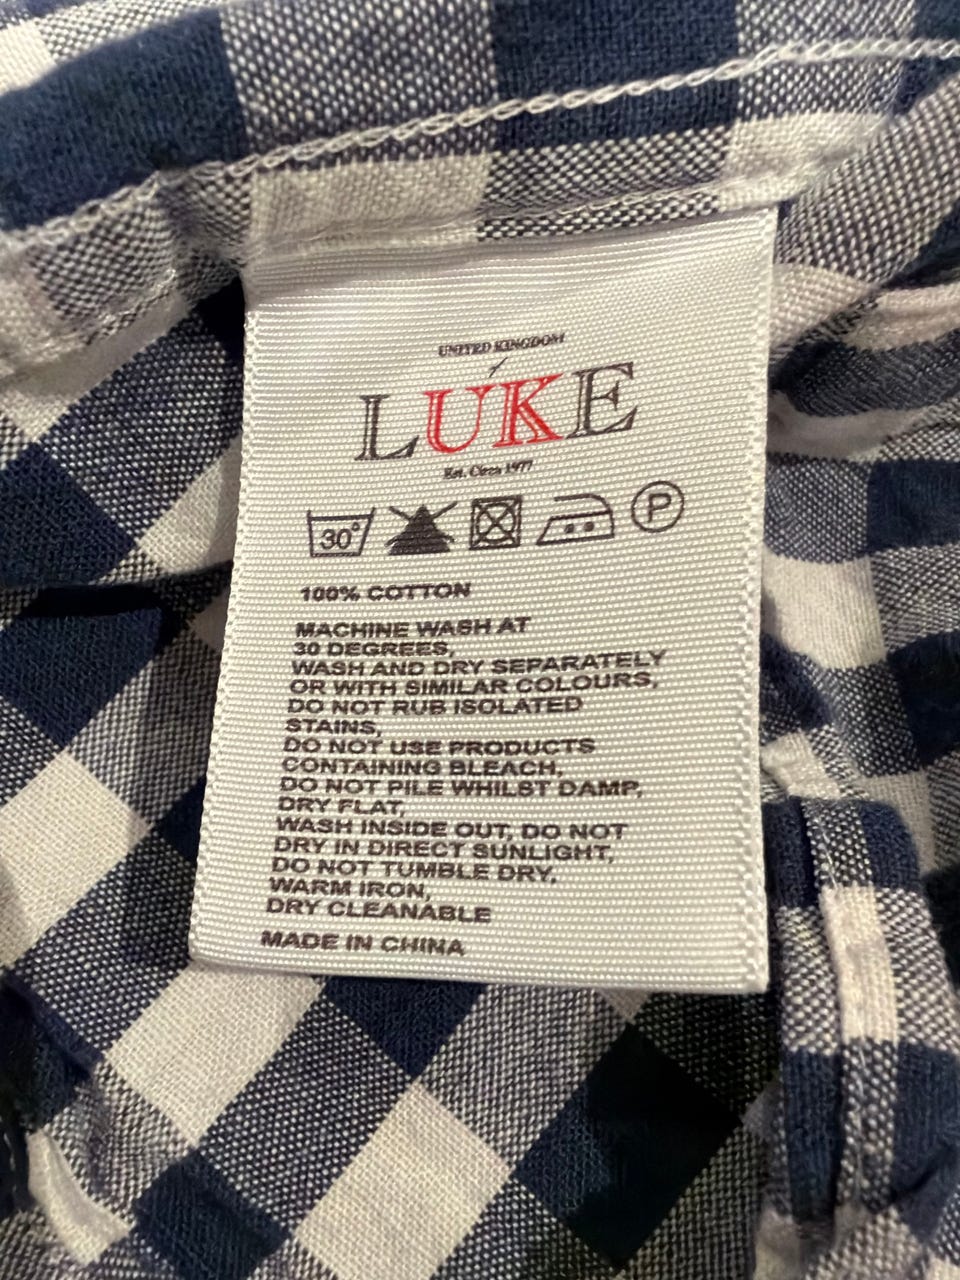 UNITED KINGDOM
of
LUKE
Est. Circa 1977
30°
P
100% COTTON
MACHINE WASH AT
30 DEGREES,
WASH AND DRY SEPARATELY
OR WITH SIMILAR COLOURS,
DO NOT RUB ISOLATED
STAINS,
DO NOT USE PRODUCTS
CONTAINING BLEACH,
DO NOT PILE WHILST DAMP,
DRY FLAT,
WASH INSIDE OUT, DO NOT
DRY IN DIRECT SUNLIGHT,
DO NOT TUMBLE DRY,
WARM IRON,
DRY CLEANABLE
MADE IN CHINA